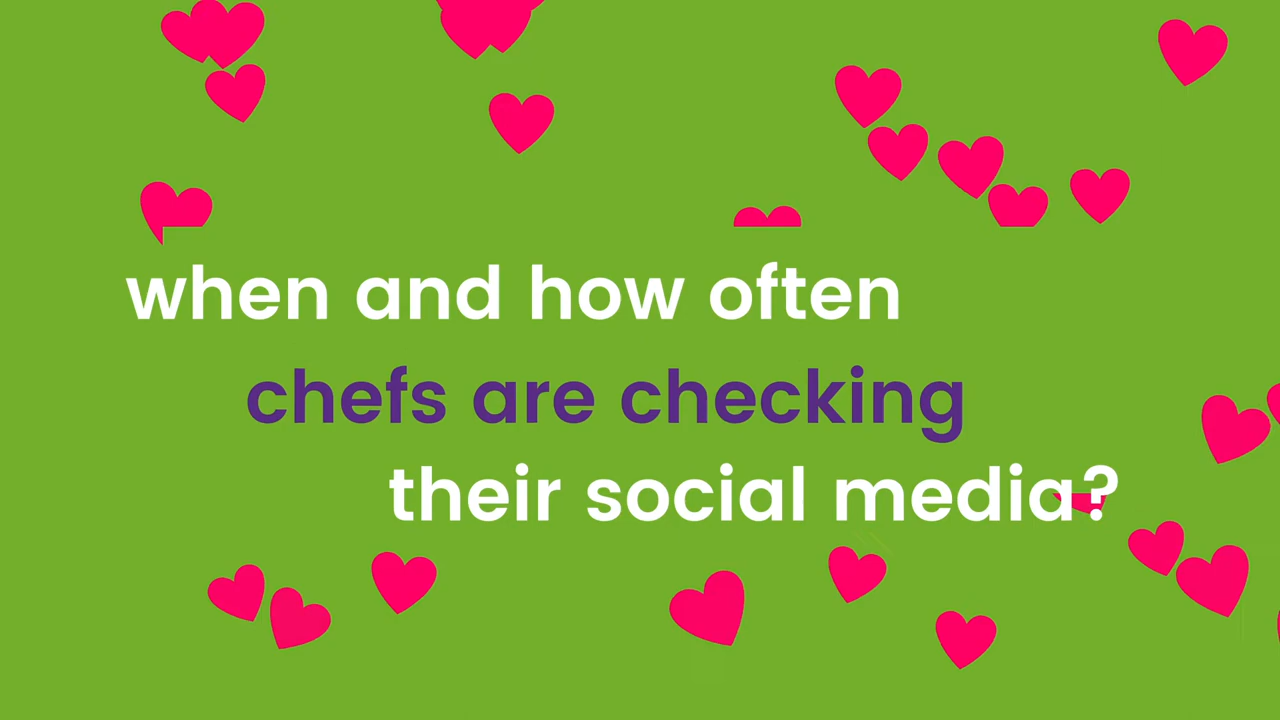 when and how often
chefs are checking
their social media?